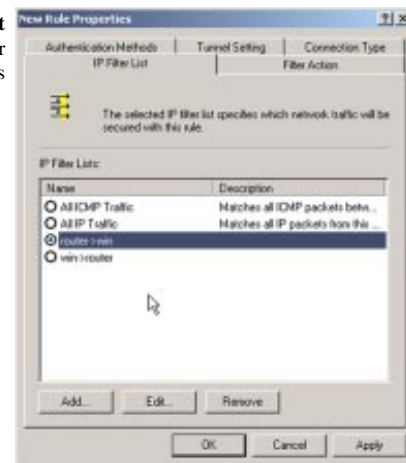 t
r
s
New Rule Properties
Authentication Methods Tunnel Setting Connection Type
IP Filter List Filter Action
The selected IP filter list specifies which network traffic will be
secured with this rule.
IP Filter Lists:
Name Description
All ICMP Traffic Matches all ICMP packets betw...
All IP Traffic Matches all IP packets from this ...
router>win
win>router
Add... Edit... Remove
OK Cancel Apply